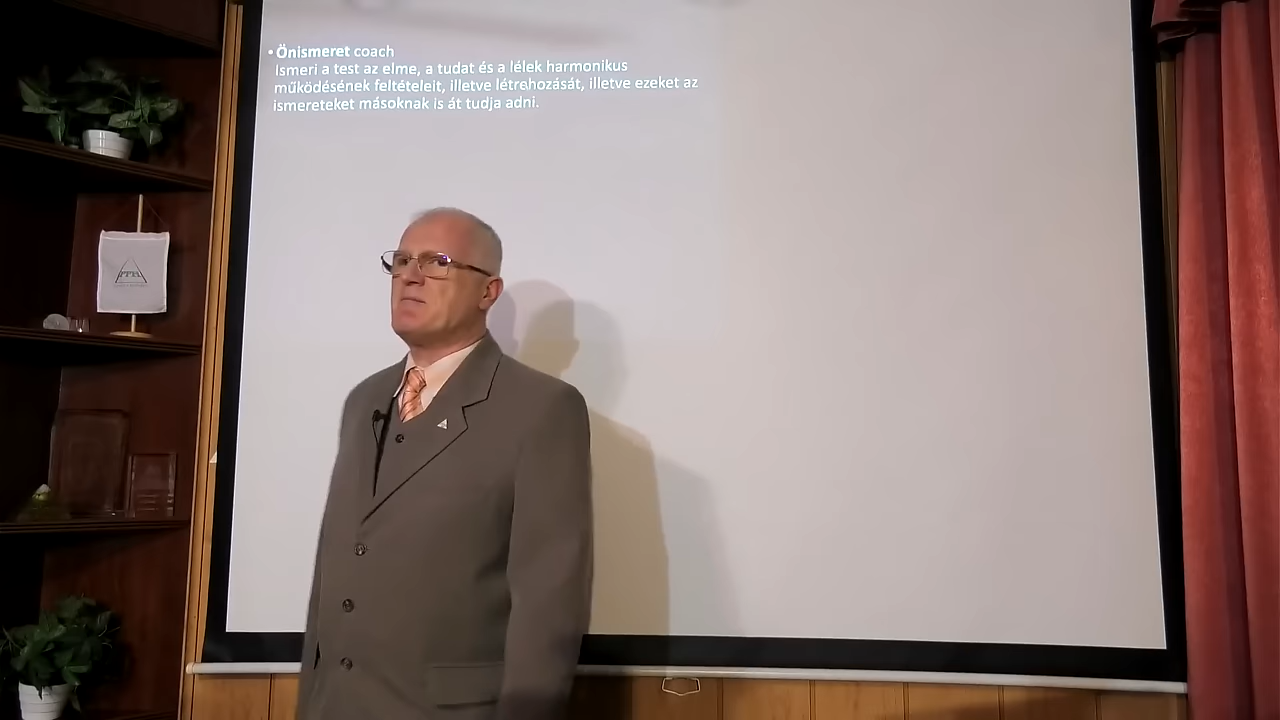 • Önismeret coach
Ismeri a test az elme, a tudat és a lélek harmonikus
működésének feltételeit, illetve létrehozását, illetve ezeket az
ismereteket másoknak is át tudja adni.